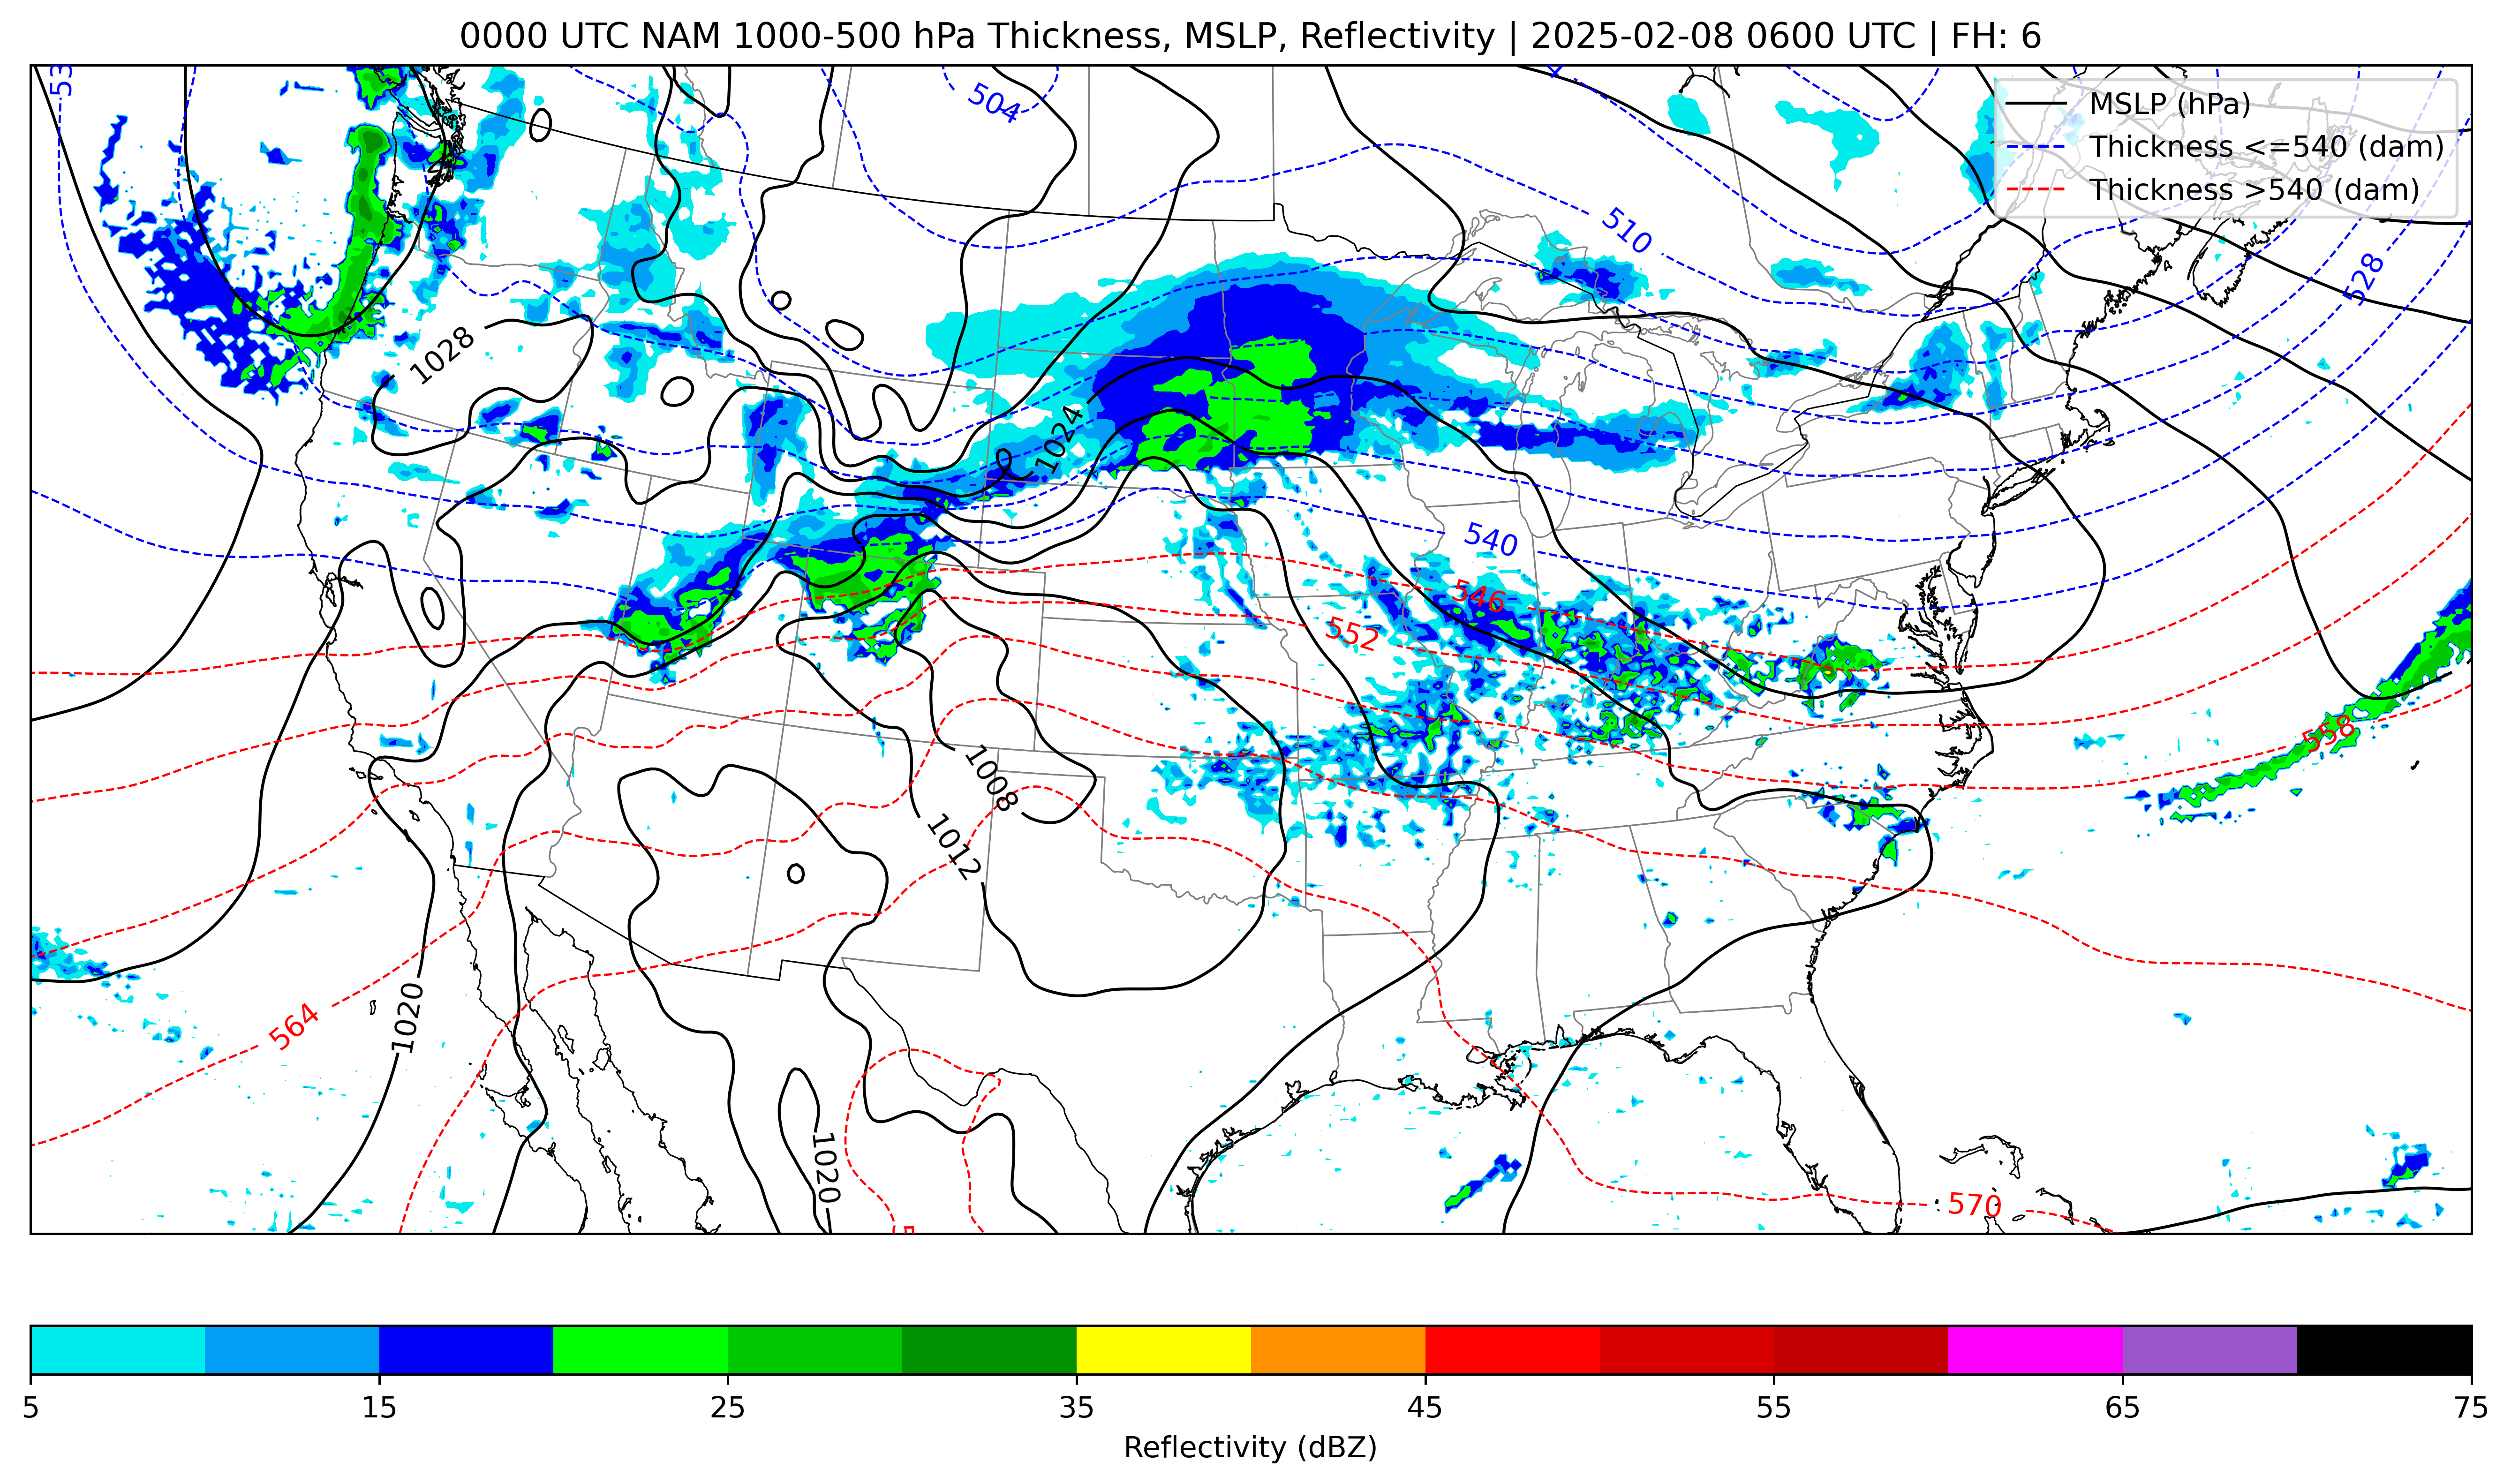 0000 UTC NAM 1000-500 hPa Thickness, MSLP, Reflectivity | 2025-02-08 0600 UTC | FH: 6
MSLP (hPa)
Thickness <=540 (dam)
Thickness >540 (dam)
504
510
528
1028
1024
540
546
552
558
1008
1012
1020
564
1020
570
5 15 25 35 45 55 65 75
Reflectivity (dBZ)